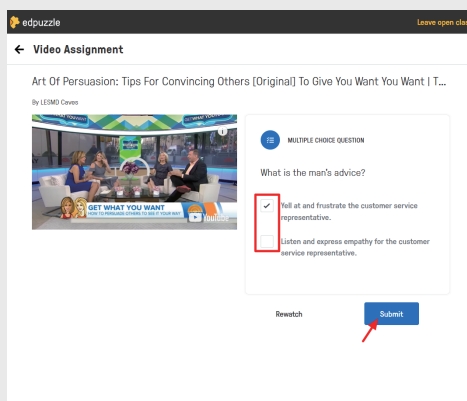 edpuzzle
Leave open clas
Video Assignment
Art Of Persuasion: Tips For Convincing Others [Original] To Give You Want You Want | T...
By LESMD Caves
MULTIPLE CHOICE QUESTION
What is the man's advice?
GET WHAT YOU WANT
HOW TO PERSUADE OTHERS TO SEE IT YOUR WAY
YouTube
Yell at and frustrate the customer service
representative.
Listen and express empathy for the customer
service representative.
Rewatch
Submit